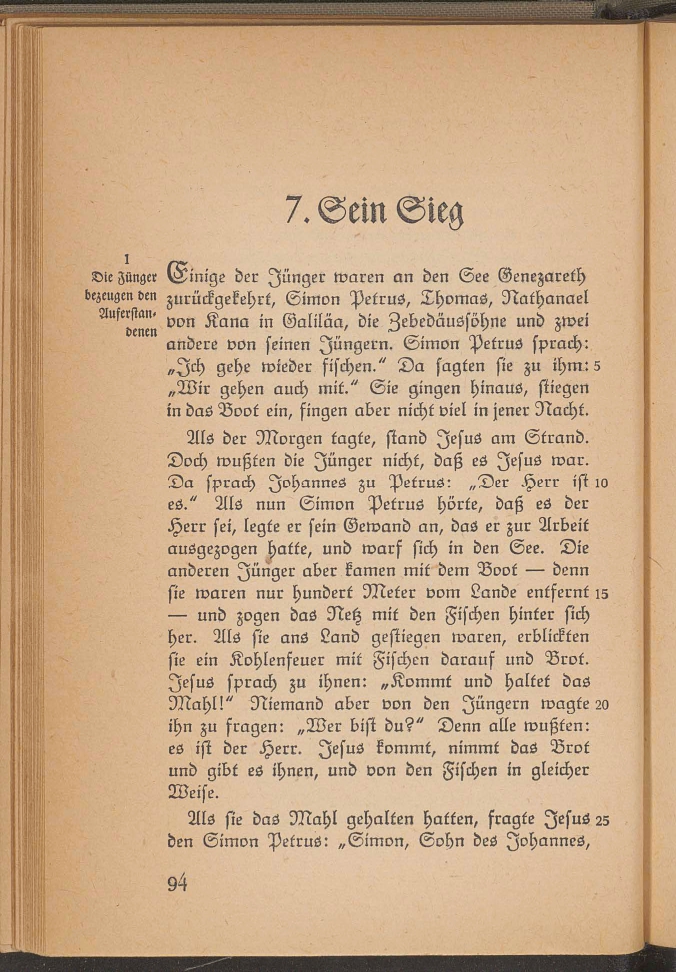 7. Sein Sieg
1
Die Jünger
bezeugen den
Auferstan-
denen
Einige der Jünger waren an den See Genezareth
zurückgekehrt, Simon Petrus, Thomas, Nathanael
von Kana in Galiläa, die Zebedäussöhne und zwei
andere von seinen Jüngern. Simon Petrus sprach:
„Ich gehe wieder fischen.“ Da sagten sie zu ihm: 5
„Wir gehen auch mit.“ Sie gingen hinaus, stiegen
in das Boot ein, fingen aber nicht viel in jener Nacht.
Als der Morgen tagte, stand Jesus am Strand.
Doch wußten die Jünger nicht, daß es Jesus war.
Da sprach Johannes zu Petrus: „Der Herr ist 10
es.“ Als nun Simon Petrus hörte, daß es der
Herr sei, legte er sein Gewand an, das er zur Arbeit
ausgezogen hatte, und warf sich in den See. Die
anderen Jünger aber kamen mit dem Boot — denn
sie waren nur hundert Meter vom Lande entfernt 15
— und zogen das Netz mit den Fischen hinter sich
her. Als sie ans Land gestiegen waren, erblickten
sie ein Kohlenfeuer mit Fischen darauf und Brot.
Jesus sprach zu ihnen: „Kommt und haltet das
Mahl!“ Niemand aber von den Jüngern wagte 20
ihn zu fragen: „Wer bist du?“ Denn alle wußten:
es ist der Herr. Jesus kommt, nimmt das Brot
und gibt es ihnen, und von den Fischen in gleicher
Weise.
Als sie das Mahl gehalten hatten, fragte Jesus 25
den Simon Petrus: „Simon, Sohn des Johannes,
94